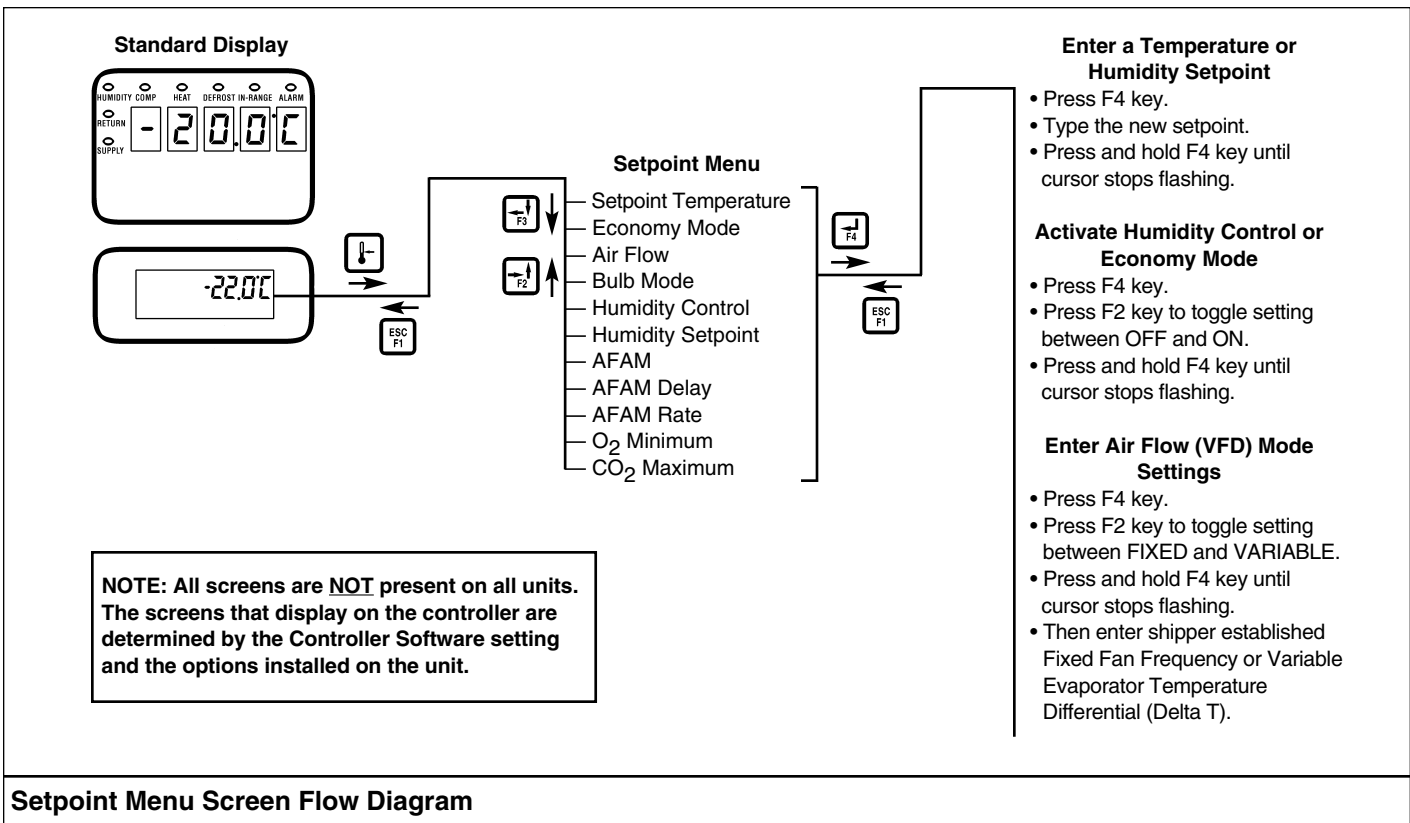 Standard Display
HUMIDITY COMP HEAT DEFROST IN-RANGE ALARM
RETURN
SUPPLY
- 20.0°C
-22.0°C
ESC
F1
Setpoint Menu
F3
F2
Setpoint Temperature
Economy Mode
Air Flow
Bulb Mode
Humidity Control
Humidity Setpoint
AFAM
AFAM Delay
AFAM Rate
O2 Minimum
CO2 Maximum
F4
ESC
F1
Enter a Temperature or
Humidity Setpoint
• Press F4 key.
• Type the new setpoint.
• Press and hold F4 key until
cursor stops flashing.
Activate Humidity Control or
Economy Mode
• Press F4 key.
• Press F2 key to toggle setting
between OFF and ON.
• Press and hold F4 key until
cursor stops flashing.
Enter Air Flow (VFD) Mode
Settings
• Press F4 key.
• Press F2 key to toggle setting
between FIXED and VARIABLE.
• Press and hold F4 key until
cursor stops flashing.
• Then enter shipper established
Fixed Fan Frequency or Variable
Evaporator Temperature
Differential (Delta T).
NOTE: All screens are NOT present on all units.
The screens that display on the controller are
determined by the Controller Software setting
and the options installed on the unit.
Setpoint Menu Screen Flow Diagram